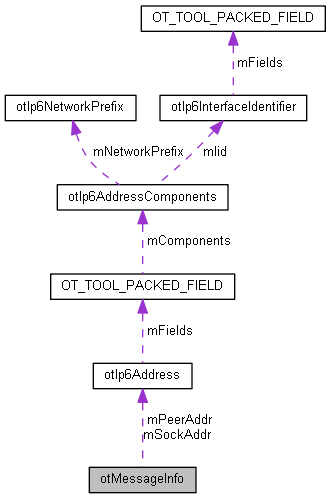 OT_TOOL_PACKED_FIELD
mFields
otIp6NetworkPrefix
otIp6InterfaceIdentifier
mNetworkPrefix
mIid
otIp6AddressComponents
mComponents
OT_TOOL_PACKED_FIELD
mFields
otIp6Address
mPeerAddr
mSockAddr
otMessageInfo